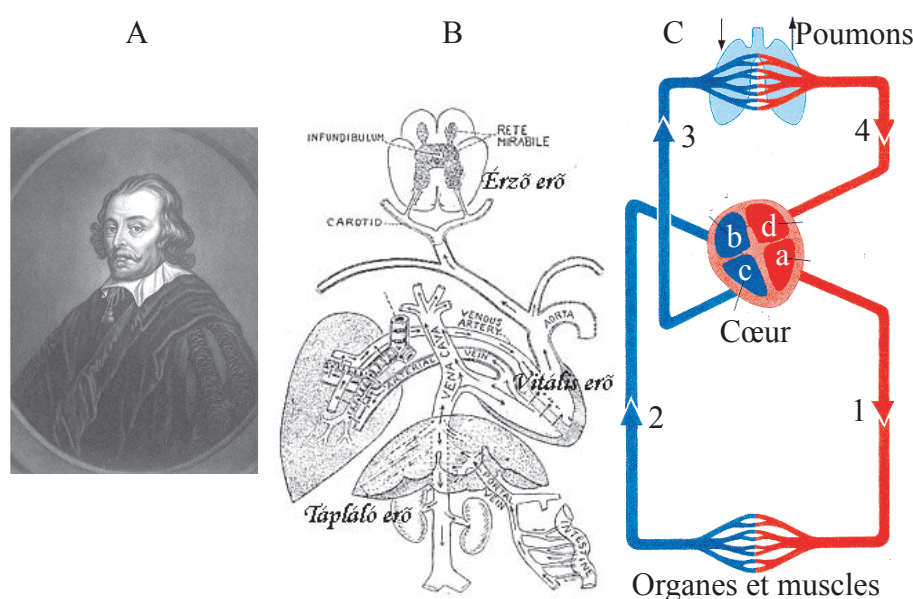 A
B
C
Poumons
3
4
INFUNDIBULUM
RETE
MIRABILE
Érző erő
CAROTID
b
d
c
a
Cœur
VENOUS
ARTERY
AORTA
VENA CAVA
ARTERIAL
VEIN
Vitális erő
2
1
Tápláló erő
PORTAL
VEIN
INTESTINE
Organes et muscles